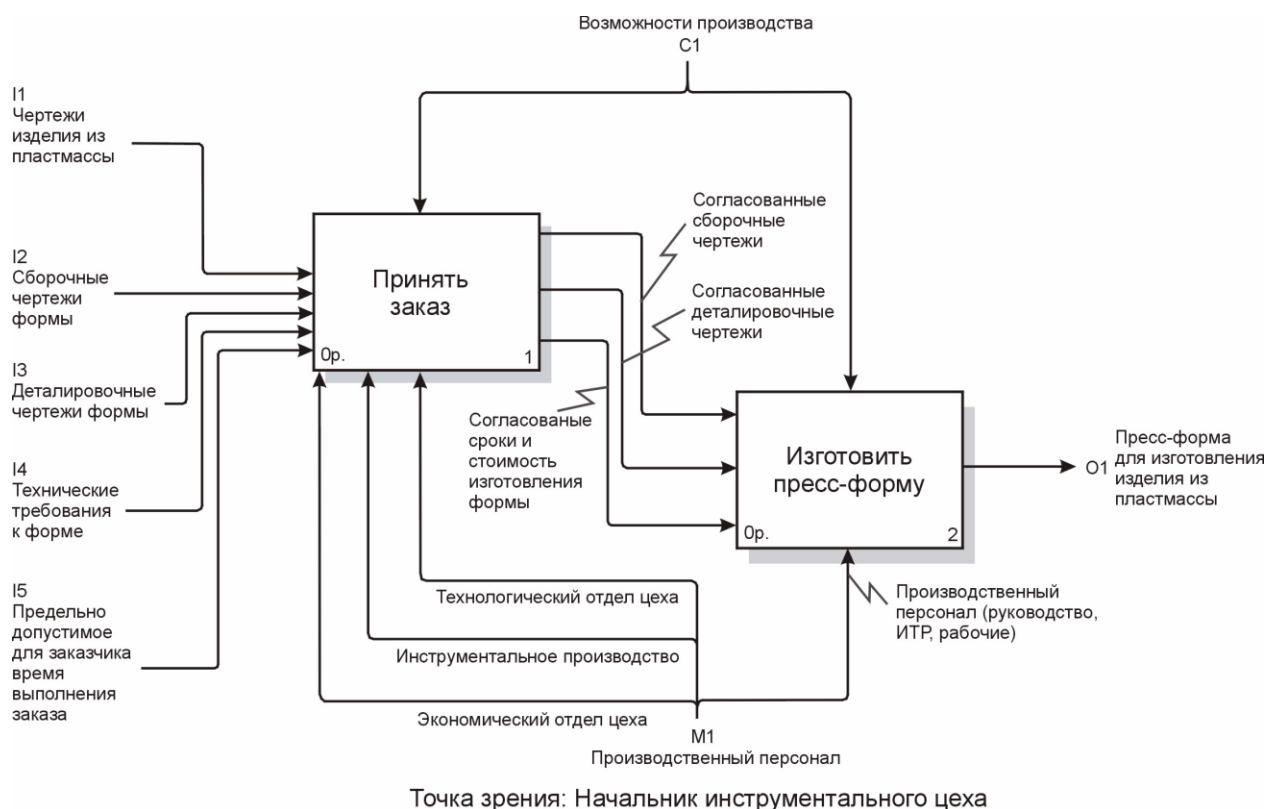 Возможности производства
C1
I1
Чертежи
изделия из
пластмассы
I2
Сборочные
чертежи
формы
I3
Деталировочные
чертежи формы
I4
Технические
требования
к форме
I5
Предельно
допустимое
для заказчика
время
выполнения
заказа
Принять
заказ
0р.
1
Согласованные
сборочные
чертежи
Согласованные
деталировочные
чертежи
Согласованые
сроки и
стоимость
изготовления
формы
Изготовить
пресс-форму
0р.
2
O1
Пресс-форма
для изготовления
изделия из
пластмассы
Производственный
персонал (руководство,
ИТР, рабочие)
Технологический отдел цеха
Инструментальное производство
Экономический отдел цеха
M1
Производственный персонал
Точка зрения: Начальник инструментального цеха